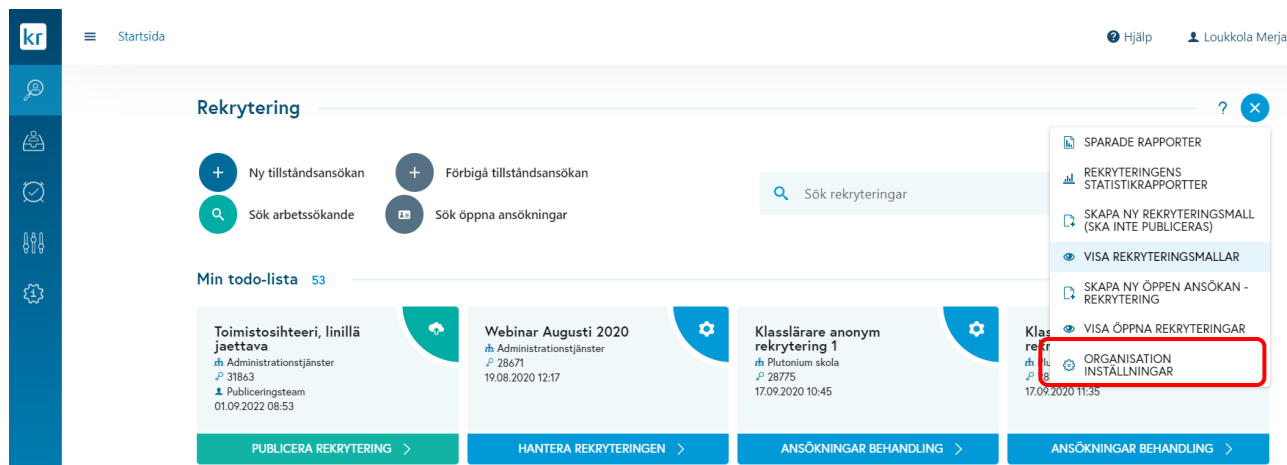 kr
Startsida
Hjälp
Loukkola Merja
Rekrytering
?
Ny tillståndsansökan
Förbigå tillståndsansökan
Sök arbetssökande
Sök öppna ansökningar
Sök rekryteringar
SPARADE RAPPORTER
REKRYTERINGENS
STATISTIKRAPPORTTER
SKAPA NY REKRYTERINGSMALL
(SKA INTE PUBLICERAS)
VISA REKRYTERINGSMALLAR
SKAPA NY ÖPPEN ANSÖKAN -
REKRYTERING
VISA ÖPPNA REKRYTERINGAR
ORGANISATION
INSTÄLLNINGAR
Min todo-lista 53
Toimistosihteeri, linillä
jaettava
Administrationstjänster
31863
Publiceringsteam
01.09.2022 08:53
PUBLICERA REKRYTERING
Webinar Augusti 2020
Administrationstjänster
28671
19.08.2020 12:17
HANTERA REKRYTERINGEN
Klasslärare anonym
rekrytering 1
Plutonium skola
28775
17.09.2020 10:45
ANSÖKNINGAR BEHANDLING
17.09.2020 11:35
ANSÖKNINGAR BEHANDLING